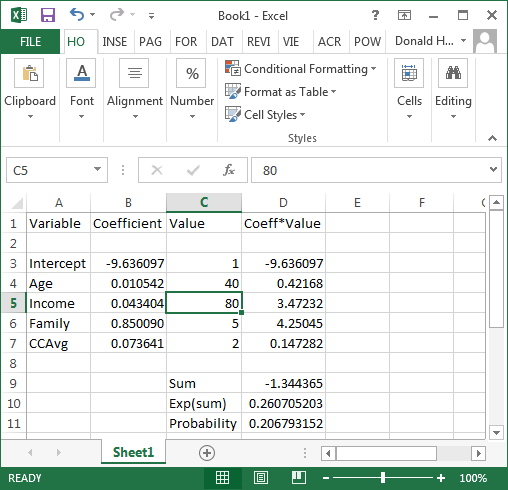 Book1 - Excel
FILE HO INSE PAG FOR DAT REVI VIE ACR POW Donald H...
Clipboard Font Alignment Number Conditional Formatting Format as Table Cell Styles Styles Cells Editing
C5 fx 80
A B C D E F
1 Variable Coefficient Value Coeff*Value
2
3 Intercept -9.636097 1 -9.636097
4 Age 0.010542 40 0.42168
5 Income 0.043404 80 3.47232
6 Family 0.850090 5 4.25045
7 CCAvg 0.073641 2 0.147282
8
9 Sum -1.344365
10 Exp(sum) 0.260705203
11 Probability 0.206793152
Sheet1
READY 100%